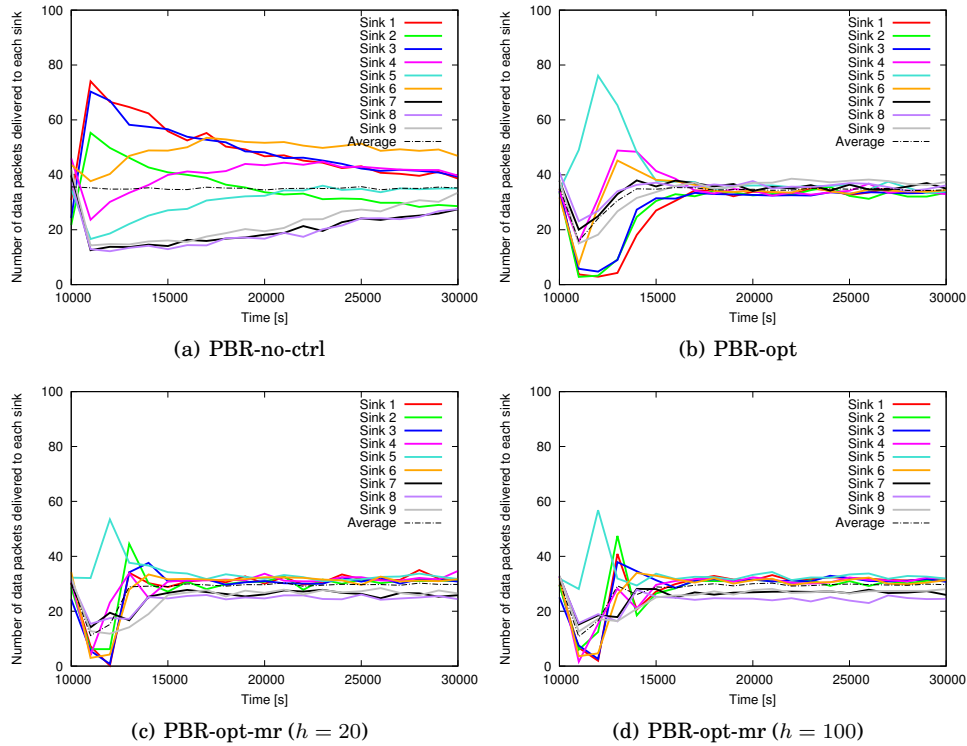 Number of data packets delivered to each sink
100
80
60
40
20
0
10000 15000 20000 25000 30000
Time [s]
Sink 1
Sink 2
Sink 3
Sink 4
Sink 5
Sink 6
Sink 7
Sink 8
Sink 9
Average
(a) PBR-no-ctrl
Number of data packets delivered to each sink
100
80
60
40
20
0
10000 15000 20000 25000 30000
Time [s]
Sink 1
Sink 2
Sink 3
Sink 4
Sink 5
Sink 6
Sink 7
Sink 8
Sink 9
Average
(b) PBR-opt
Number of data packets delivered to each sink
100
80
60
40
20
0
10000 15000 20000 25000 30000
Time [s]
Sink 1
Sink 2
Sink 3
Sink 4
Sink 5
Sink 6
Sink 7
Sink 8
Sink 9
Average
(c) PBR-opt-mr (h = 20)
Number of data packets delivered to each sink
100
80
60
40
20
0
10000 15000 20000 25000 30000
Time [s]
Sink 1
Sink 2
Sink 3
Sink 4
Sink 5
Sink 6
Sink 7
Sink 8
Sink 9
Average
(d) PBR-opt-mr (h = 100)